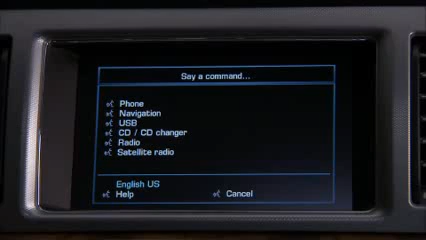 Say a command...
Phone
Navigation
USB
CD / CD changer
Radio
Satellite radio
English US
Help
Cancel